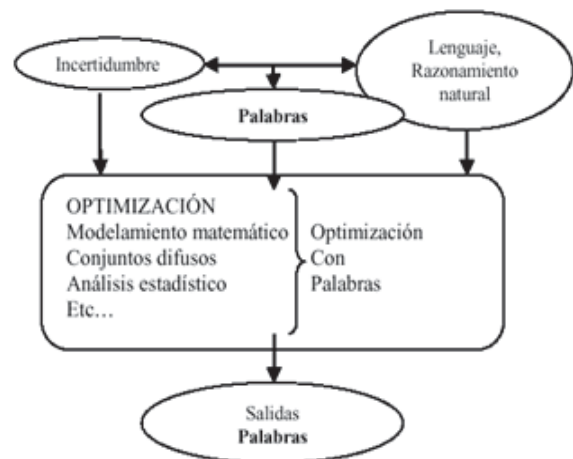 Incertidumbre
Lenguaje,
Razonamiento
natural
Palabras
OPTIMIZACIÓN
Modelamiento matemático
Conjuntos difusos
Análisis estadístico
Etc...
Optimización
Con
Palabras
Salidas
Palabras